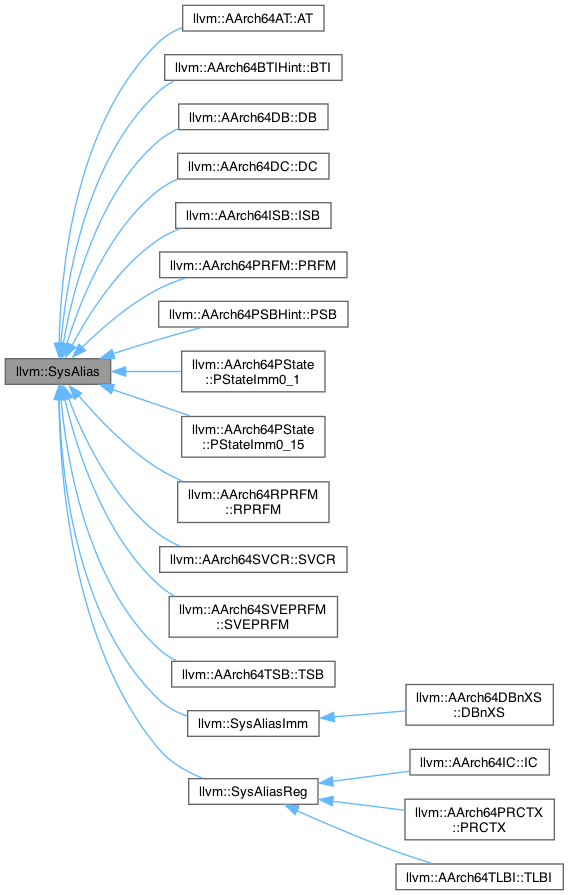 llvm::AArch64AT::AT
llvm::AArch64BTIHint::BTI
llvm::AArch64DB::DB
llvm::AArch64DC::DC
llvm::AArch64ISB::ISB
llvm::AArch64PRFM::PRFM
llvm::AArch64PSBHint::PSB
llvm::SysAlias
llvm::AArch64PState
::PStateImm0_1
llvm::AArch64PState
::PStateImm0_15
llvm::AArch64RPRFM
::RPRFM
llvm::AArch64SVCR::SVCR
llvm::AArch64SVEPRFM
::SVEPRFM
llvm::AArch64TSB::TSB
llvm::SysAliasImm
llvm::AArch64DBnXS
::DBnXS
llvm::SysAliasReg
llvm::AArch64IC::IC
llvm::AArch64PRCTX
::PRCTX
llvm::AArch64TLBI::TLBI